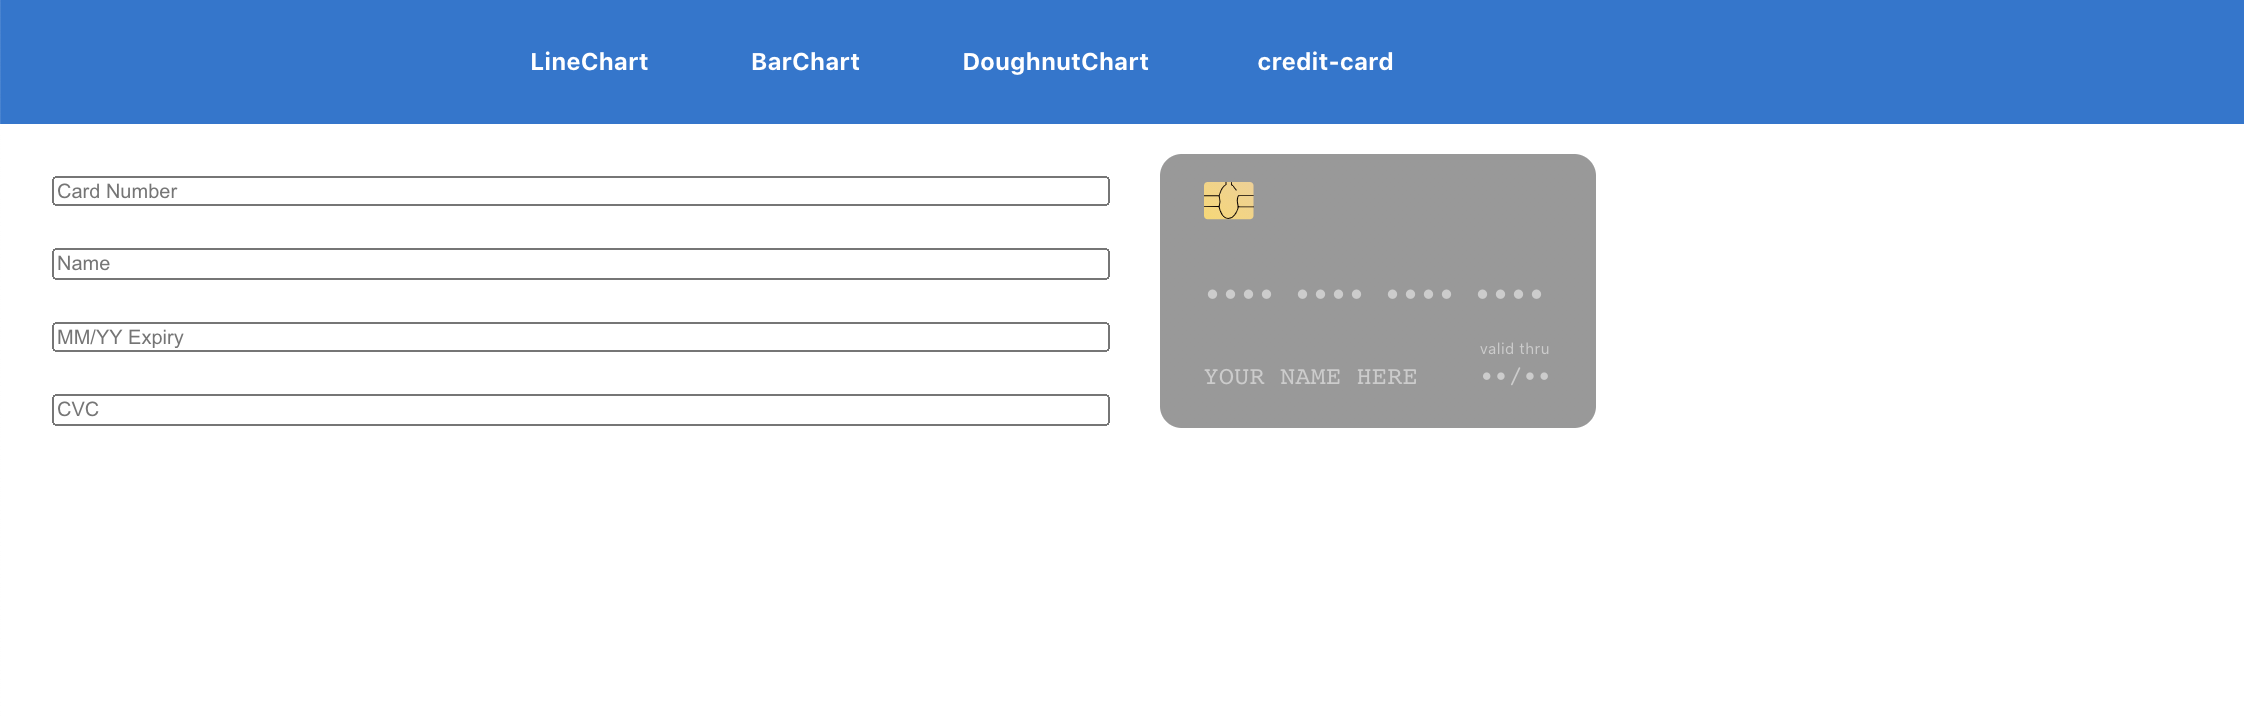 LineChart BarChart DoughnutChart credit-card
Card Number
Name
MM/YY Expiry
CVC
•••• •••• •••• ••••
valid thru
YOUR NAME HERE ••/••